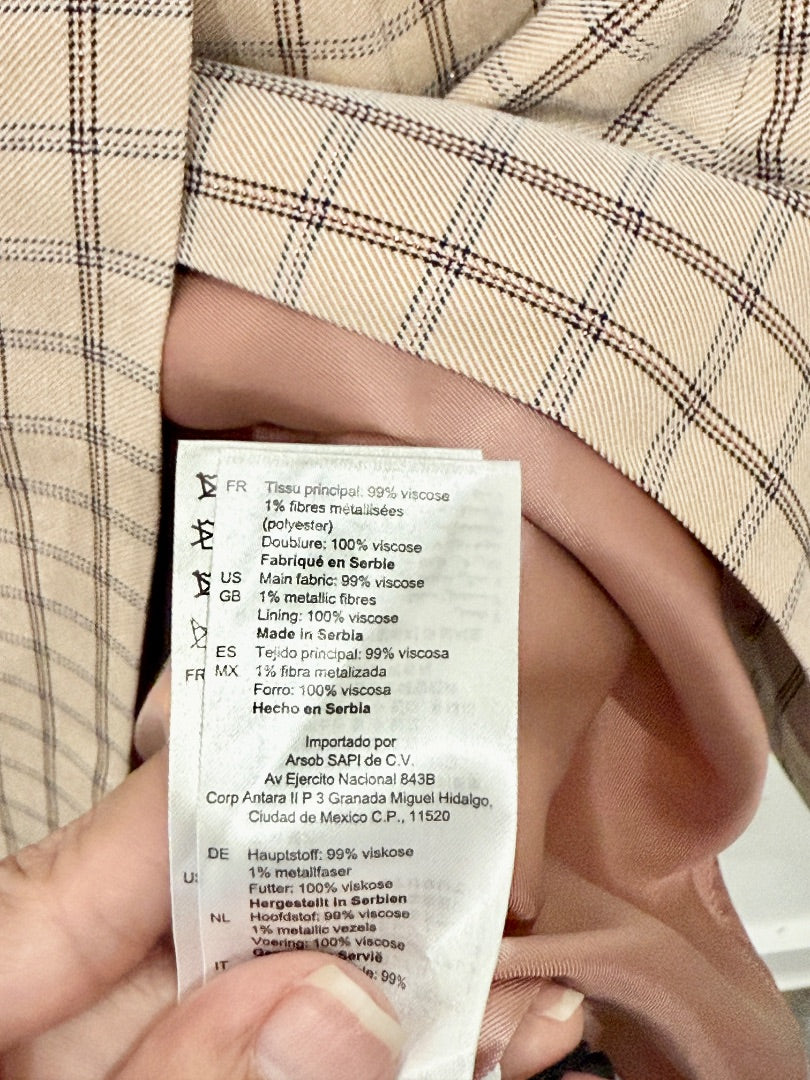 FR Tissu principal: 99% viscose
1% fibres métallisées
(polyester)
Doublure: 100% viscose
Fabriqué en Serbie
US Main fabric: 99% viscose
GB 1% metallic fibres
Lining: 100% viscose
Made in Serbia
ES Tejido principal: 99% viscosa
MX 1% fibra metalizada
Forro: 100% viscosa
Hecho en Serbia
Importado por
Arsob SAPI de C.V.
Av Ejercito Nacional 843B
Corp Antara II P 3 Granada Miguel Hidalgo,
Ciudad de Mexico C.P., 11520
DE Hauptstoff: 99% viskose
1% metallfaser
Futter: 100% viskose
Hergestellt in Serbien
NL Hoofdstof: 99% viscose
1% metallic vezels
Voering: 100% viscose
Servië
IT 99%
FR